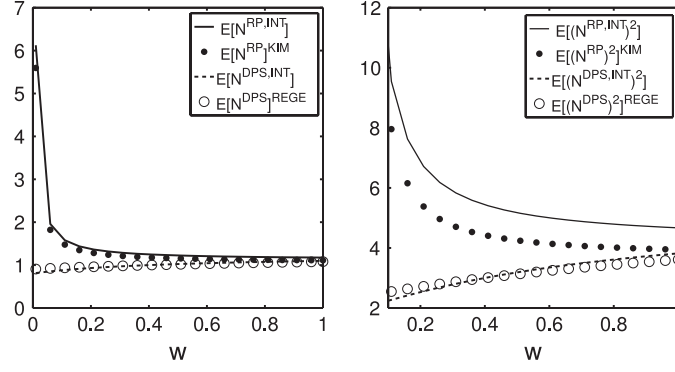 7
6
5
4
3
2
1
0
0
0.2
0.4
0.6
0.8
1
w
E[N^{RP,INT}]
E[N^{RP}]^{KIM}
E[N^{DPS,INT}]
E[N^{DPS}]^{REGE}
12
10
8
6
4
2
0.2
0.4
0.6
0.8
w
E[(N^{RP,INT})^2]
E[(N^{RP})^2]^{KIM}
E[(N^{DPS,INT})^2]
E[(N^{DPS})^2]^{REGE}